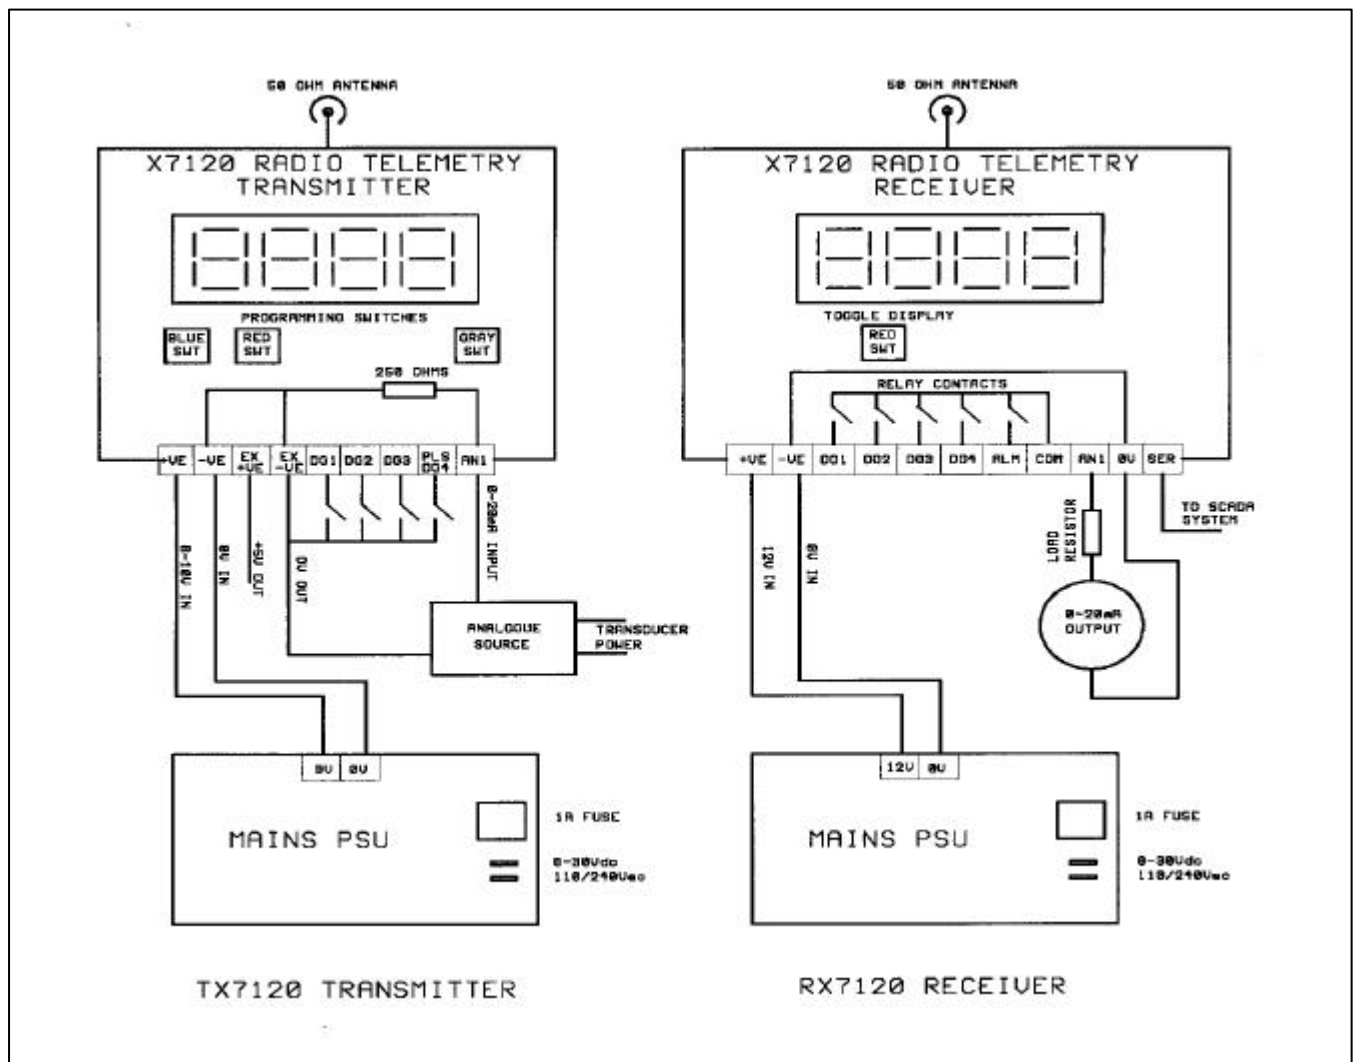 50 OHM ANTENNA
X7120 RADIO TELEMETRY
TRANSMITTER
PROGRAMMING SWITCHES
BLUE
SWT
RED
SWT
GRAY
SWT
250 OHMS
+VE
-VE
EX
+VE
EX
-VE
DG1
DG2
DG3
PLS
DG4
AN1
8-10V IN
0V IN
+5V OUT
0V OUT
0-20mA INPUT
ANALOGUE
SOURCE
TRANSDUCER
POWER
9V
0V
MAINS PSU
1A FUSE
8-30Vdc
110/240Vac
TX7120 TRANSMITTER
50 OHM ANTENNA
X7120 RADIO TELEMETRY
RECEIVER
TOGGLE DISPLAY
RED
SWT
RELAY CONTACTS
+VE
-VE
DO1
DO2
DO3
DO4
ALM
COM
AN1
0V
SER
12V IN
0V IN
LOAD
RESISTOR
TO SCADA
SYSTEM
0-20mA
OUTPUT
12V
0V
MAINS PSU
1A FUSE
8-30Vdc
110/240Vac
RX7120 RECEIVER